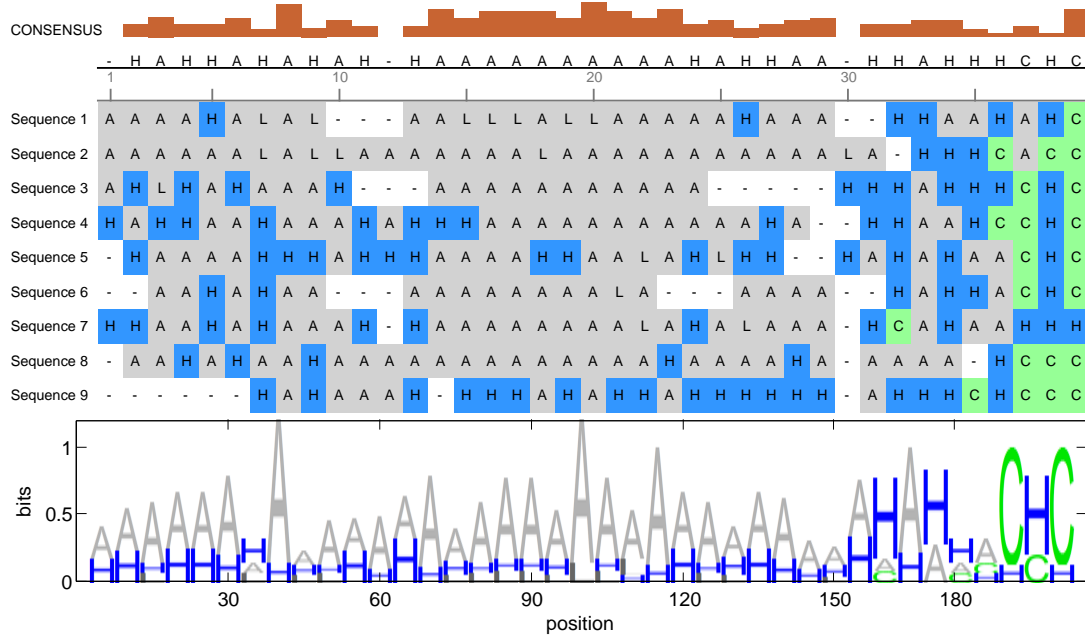 CONSENSUS
- H A H H A H A H A H - H A A A A A A A A A A H A H H A A - H H A H H H C H C
1 10 20 30
Sequence 1 A A A A H A L A L - - - A A L L L A L L A A A A A H A A A - - H H A A H A H C
Sequence 2 A A A A A A L A L L A A A A A A A L A A A A A A A A A A A L A - H H H C A C C
Sequence 3 A H L H A H A A A H - - - A A A A A A A A A A A - - - - - H H H A H H H C H C
Sequence 4 H A H H A A H A A A H A H H H A A A A A A A A A A A H A - - H H A A H C C H C
Sequence 5 - H A A A A H H H A H H H A A A A H H A A L A H L H H - - H A H A H A A C H C
Sequence 6 - - A A H A H A A - - - A A A A A A A A L A - - - A A A A - - H A H H A C H C
Sequence 7 H H A A H A H A A A H - H A A A A A A A A L A H A L A A A - H C A H A A H H H
Sequence 8 - A A H A H A A H A A A A A A A A A A A A A H A A A A H A - A A A A - H C C C
Sequence 9 - - - - - - H A H A A A H - H H H A H A H H A H H H H H H - A H H H C H C C C
bits
1
0.5
0
30 60 90 120 150 180
position